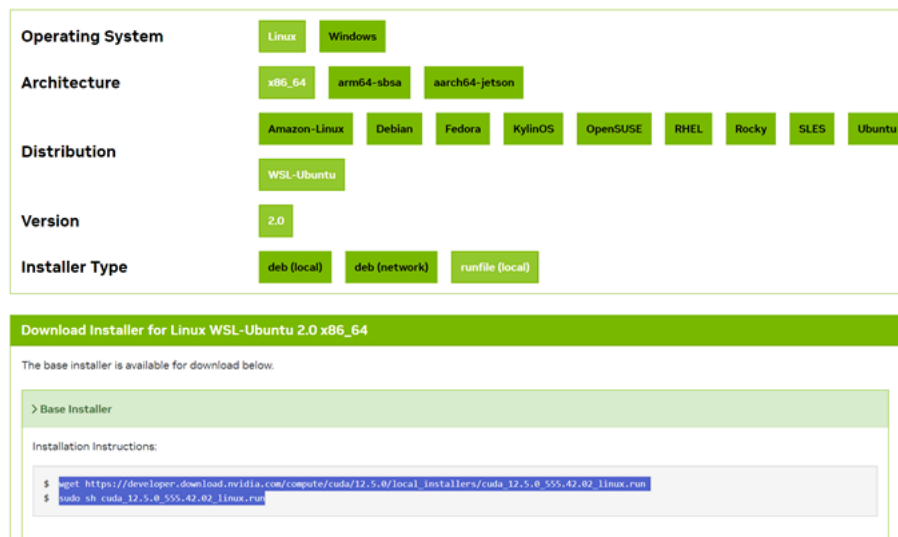 Operating System Linux Windows
Architecture x86_64 arm64-sbsa aarch64-jetson
Distribution Amazon-Linux Debian Fedora KylinOS OpenSUSE RHEL Rocky SLES Ubuntu
WSL-Ubuntu
Version 2.0
Installer Type deb (local) deb (network) runfile (local)
Download Installer for Linux WSL-Ubuntu 2.0 x86_64
The base installer is available for download below.
> Base Installer
Installation Instructions:
$ wget https://developer.download.nvidia.com/compute/cuda/12.5.0/local_installers/cuda_12.5.0_555.42.02_linux.run
$ sudo sh cuda_12.5.0_555.42.02_linux.run